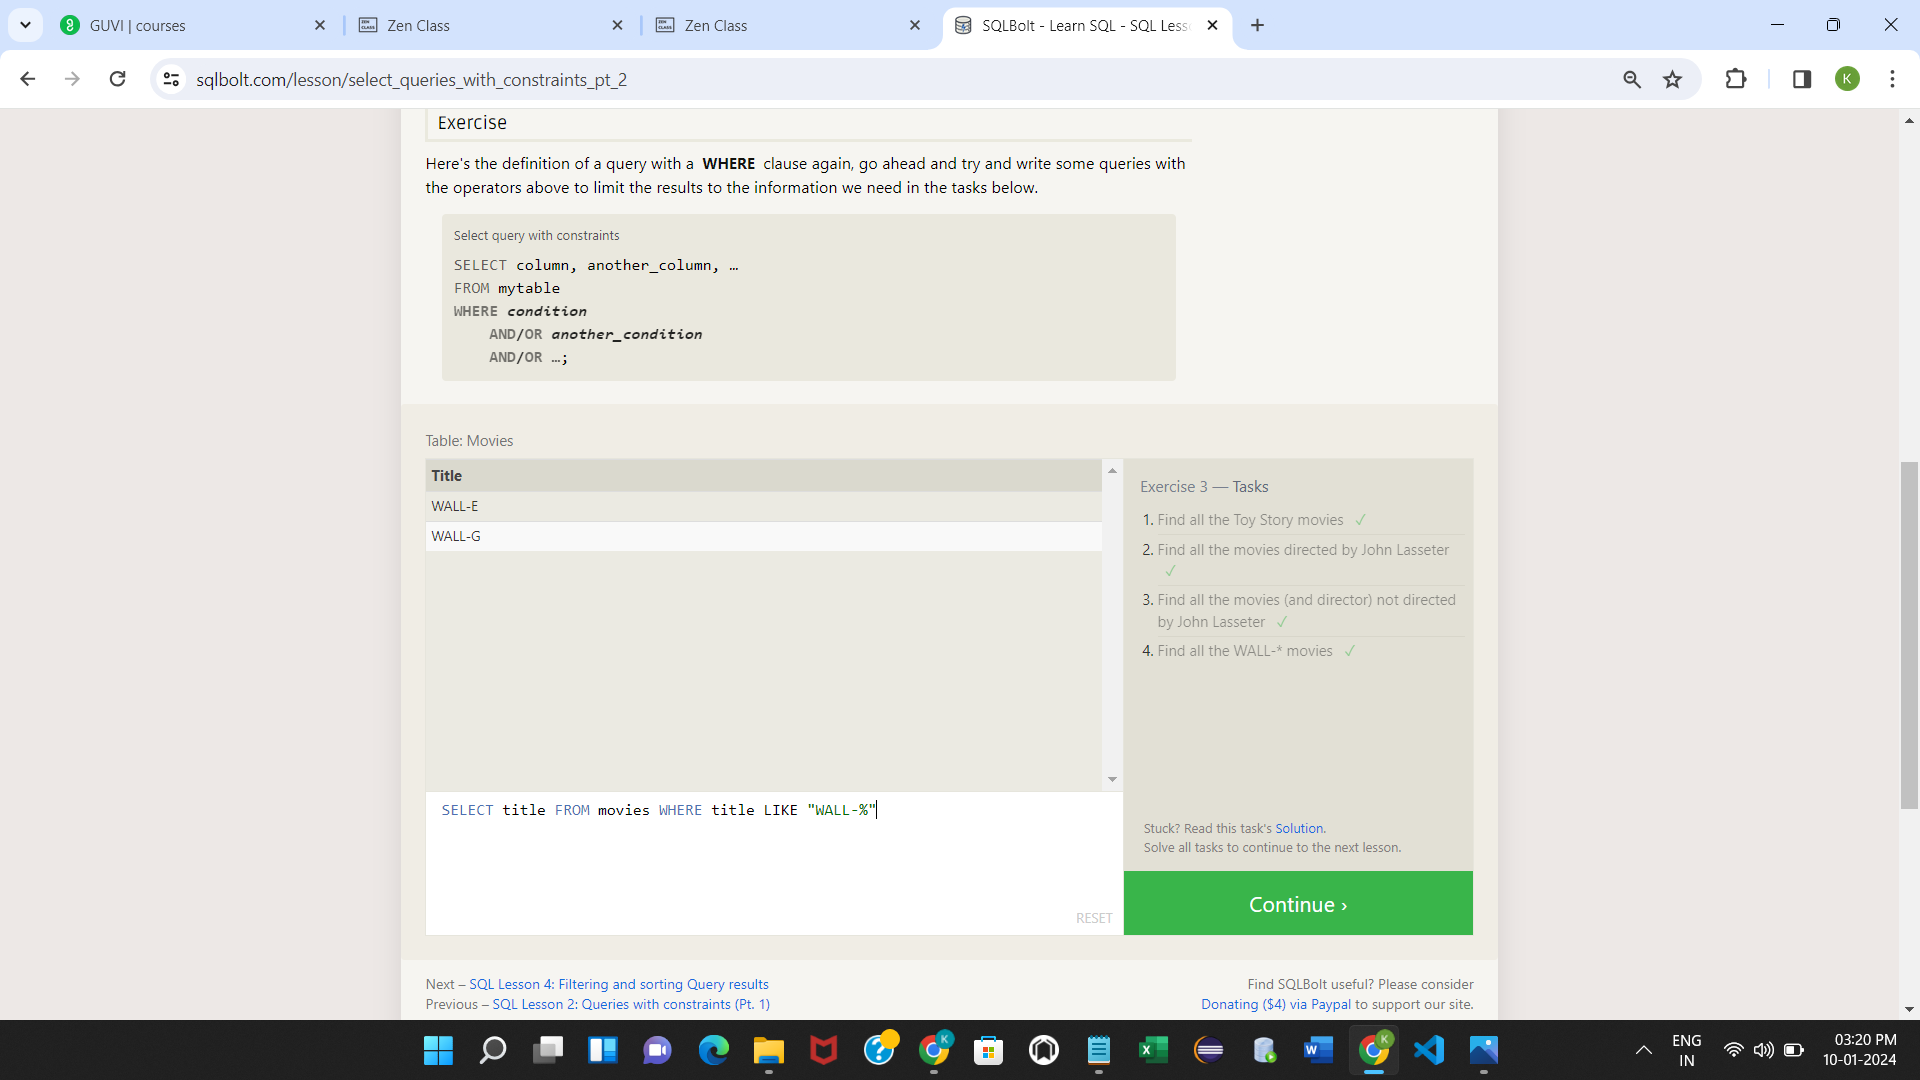 GUVI | courses
Zen Class
Zen Class
SQLBolt - Learn SQL - SQL Less
sqlbolt.com/lesson/select_queries_with_constraints_pt_2
K
Exercise
Here's the definition of a query with a WHERE clause again, go ahead and try and write some queries with
the operators above to limit the results to the information we need in the tasks below.
Select query with constraints
SELECT column, another_column, …
FROM mytable
WHERE condition
AND/OR another_condition
AND/OR …;
Table: Movies
Title
WALL-E
WALL-G
SELECT title FROM movies WHERE title LIKE "WALL-%"
RESET
Exercise 3 — Tasks
1. Find all the Toy Story movies ✓
2. Find all the movies directed by John Lasseter
✓
3. Find all the movies (and director) not directed
by John Lasseter ✓
4. Find all the WALL-* movies ✓
Stuck? Read this task's Solution.
Solve all tasks to continue to the next lesson.
Continue ›
Next – SQL Lesson 4: Filtering and sorting Query results
Previous – SQL Lesson 2: Queries with constraints (Pt. 1)
Find SQLBolt useful? Please consider
Donating ($4) via Paypal to support our site.
ENG
IN
03:20 PM
10-01-2024